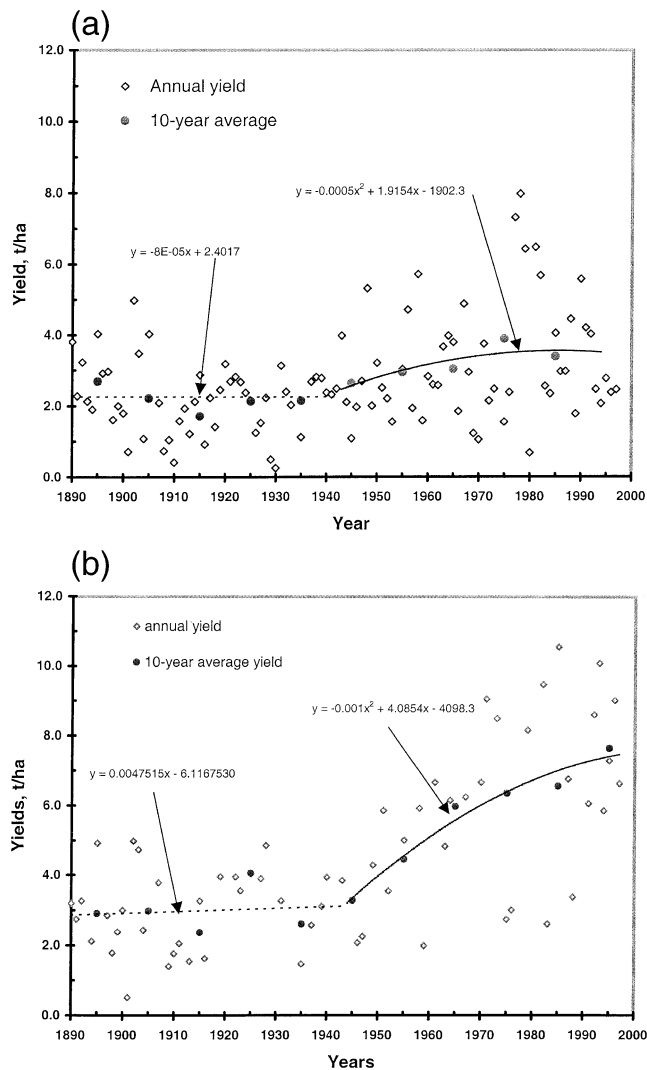 (a)
12.0
10.0
8.0
6.0
4.0
2.0
0.0
Yield, t/ha
Annual yield
10-year average
y = -0.0005x² + 1.9154x - 1902.3
y = -8E-05x + 2.4017
1890 1900 1910 1920 1930 1940 1950 1960 1970 1980 1990 2000
Year
(b)
12.0
10.0
8.0
6.0
4.0
2.0
0.0
Yields, t/ha
annual yield
10-year average yield
y = -0.001x² + 4.0854x - 4098.3
y = 0.0047515x - 6.1167530
1890 1900 1910 1920 1930 1940 1950 1960 1970 1980 1990 2000
Years